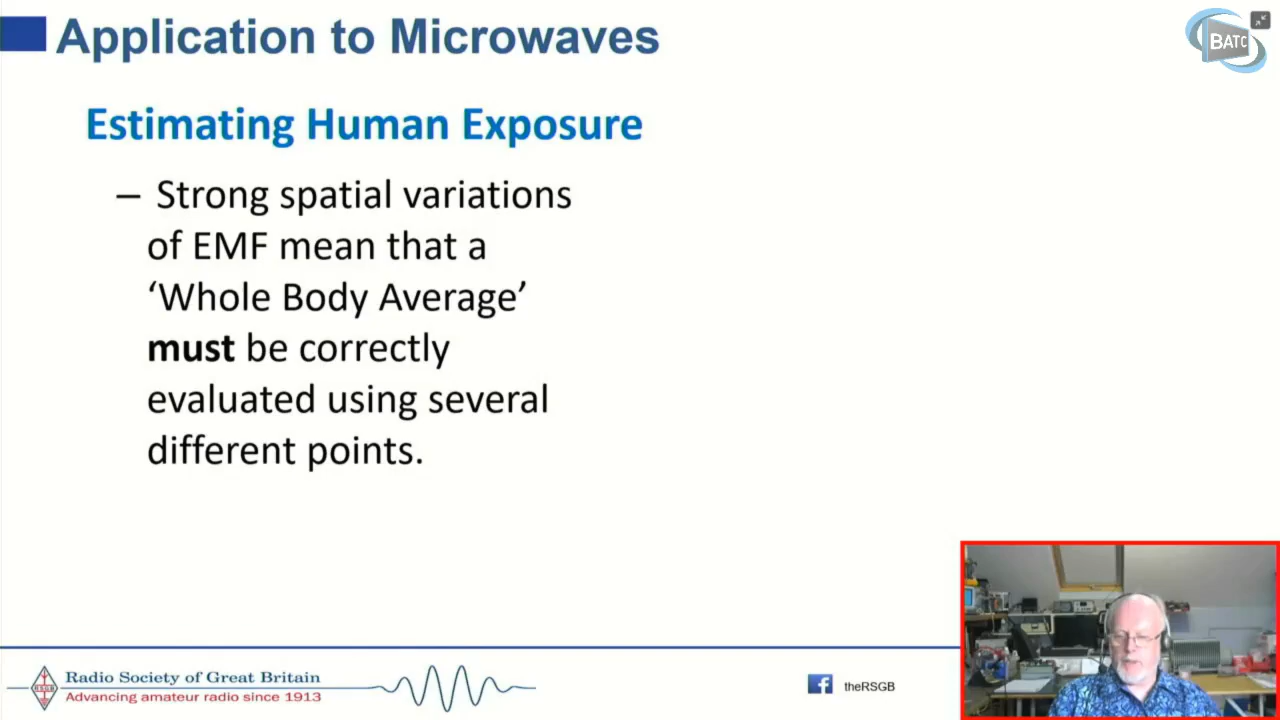 Application to Microwaves
BATC
Estimating Human Exposure
– Strong spatial variations
of EMF mean that a
‘Whole Body Average’
must be correctly
evaluated using several
different points.
RSGB
Radio Society of Great Britain
Advancing amateur radio since 1913
f theRSGB